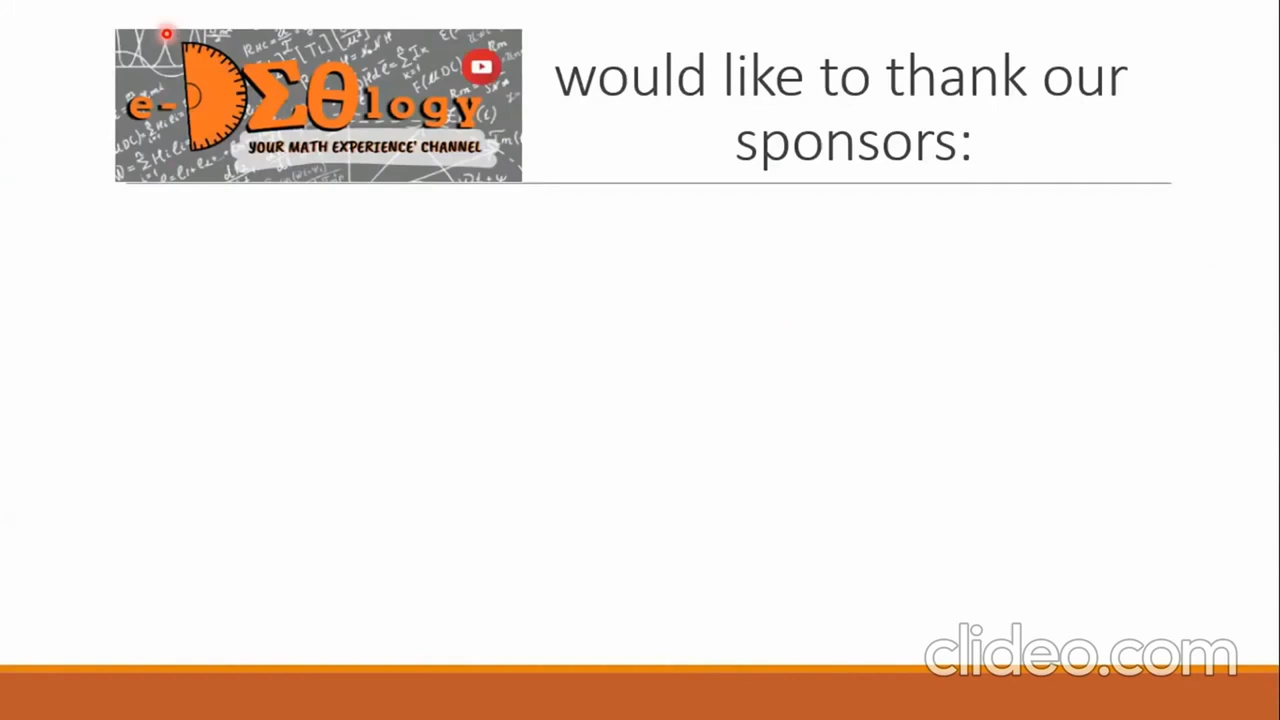 e-DΣθlogy
YOUR MATH EXPERIENCE' CHANNEL
would like to thank our
sponsors:
clideo.com